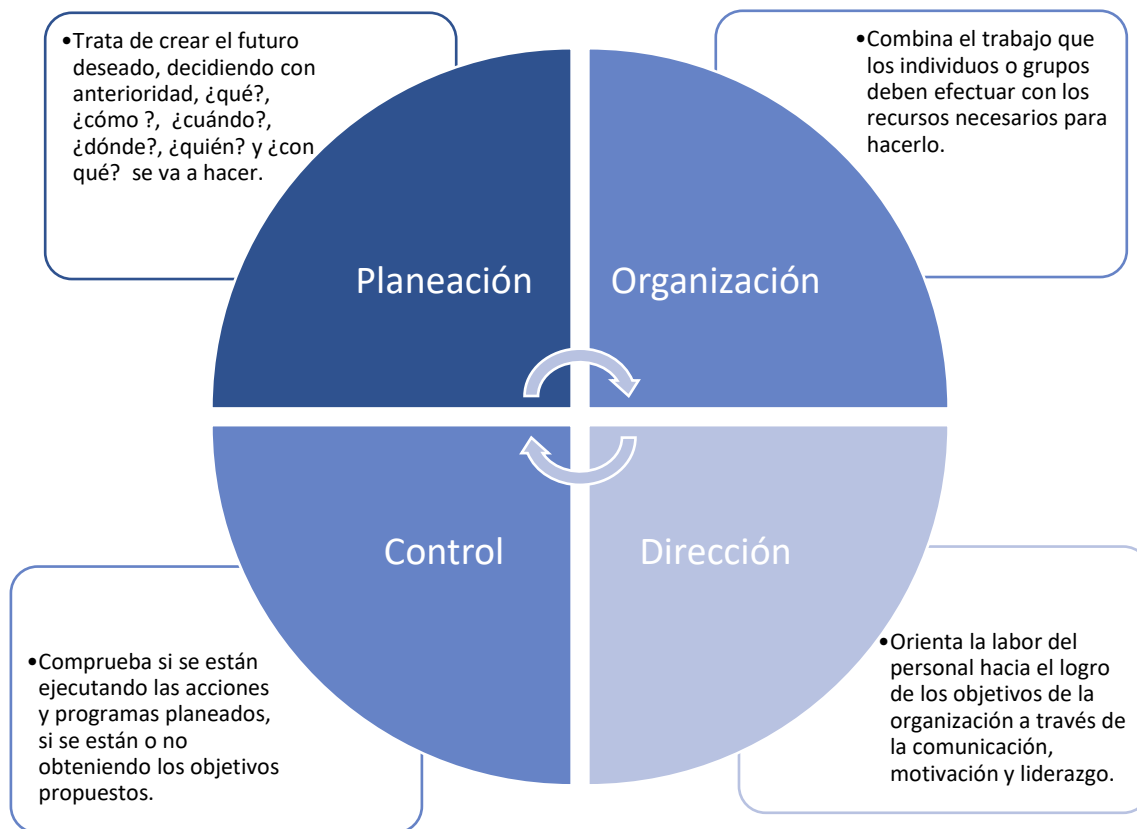 •Trata de crear el futuro
deseado, decidiendo con
anterioridad, ¿qué?,
¿cómo ?, ¿cuándo?,
¿dónde?, ¿quién? y ¿con
qué? se va a hacer.
•Combina el trabajo que
los individuos o grupos
deben efectuar con los
recursos necesarios para
hacerlo.
Planeación
Organización
Control
Dirección
•Comprueba si se están
ejecutando las acciones
y programas planeados,
si se están o no
obteniendo los objetivos
propuestos.
•Orienta la labor del
personal hacia el logro
de los objetivos de la
organización a través de
la comunicación,
motivación y liderazgo.